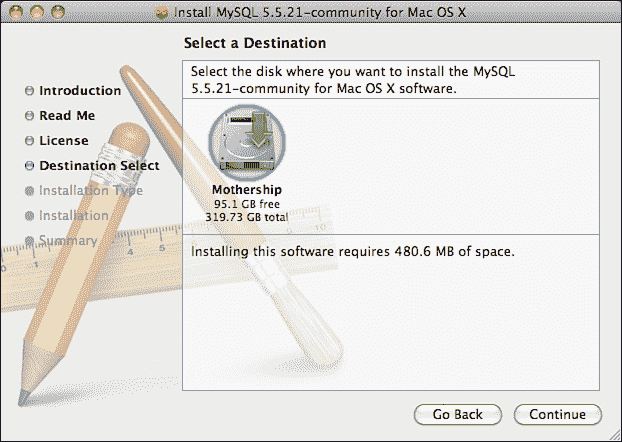 Install MySQL 5.5.21-community for Mac OS X
Select a Destination
Introduction
Read Me
License
Destination Select
Installation Type
Installation
Summary
Select the disk where you want to install the MySQL
5.5.21-community for Mac OS X software.
Mothership
95.1 GB free
319.73 GB total
Installing this software requires 480.6 MB of space.
Go Back
Continue